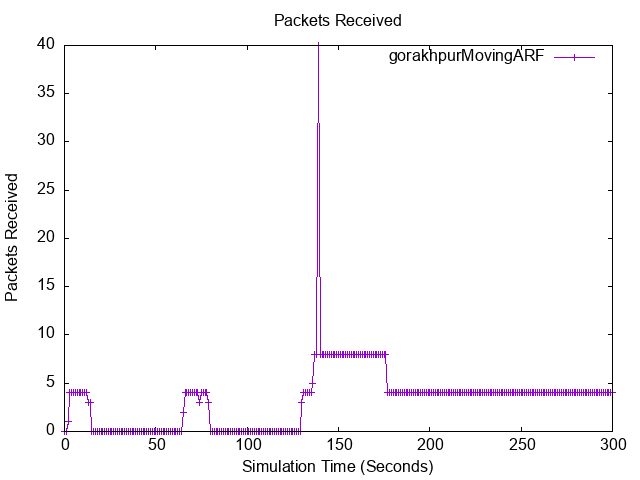 Packets Received
gorakhpurMovingARF
Packets Received
40
35
30
25
20
15
10
5
0
0 50 100 150 200 250 300
Simulation Time (Seconds)